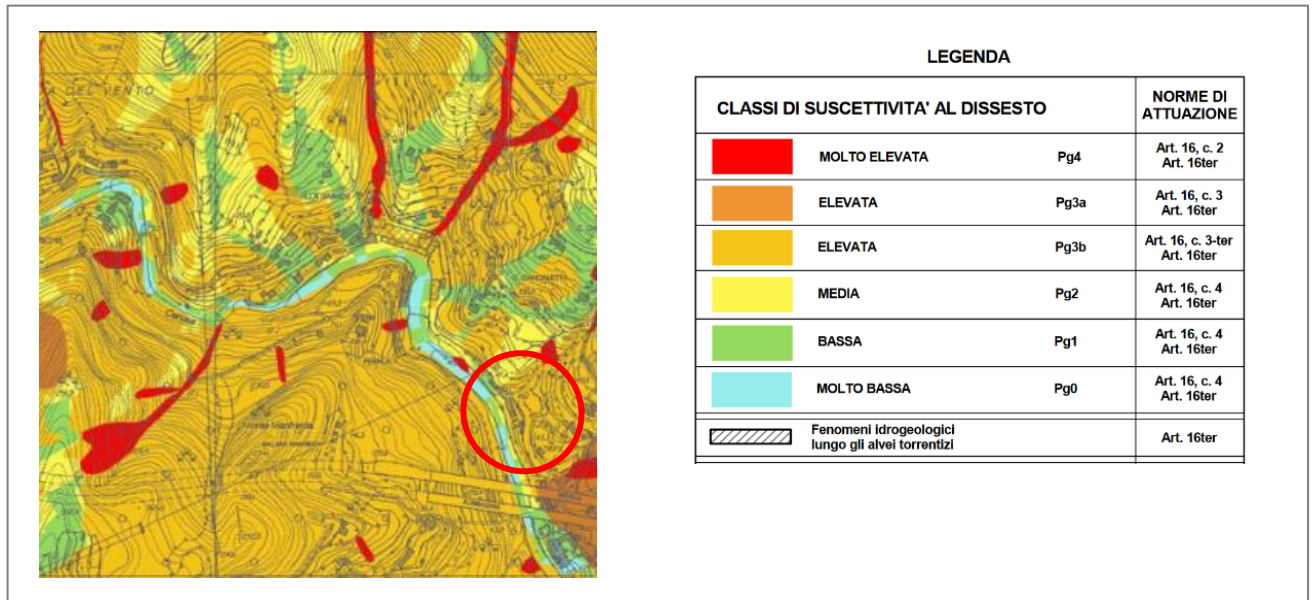 A DEL VENTO
LEGENDA
CLASSI DI SUSCETTIVITA' AL DISSESTO
NORME DI
ATTUAZIONE
MOLTO ELEVATA Pg4 Art. 16, c. 2
Art. 16ter
ELEVATA Pg3a Art. 16, c. 3
Art. 16ter
ELEVATA Pg3b Art. 16, c. 3-ter
Art. 16ter
MEDIA Pg2 Art. 16, c. 4
Art. 16ter
BASSA Pg1 Art. 16, c. 4
Art. 16ter
MOLTO BASSA Pg0 Art. 16, c. 4
Art. 16ter
Fenomeni idrogeologici
lungo gli alvei torrentizi
Art. 16ter